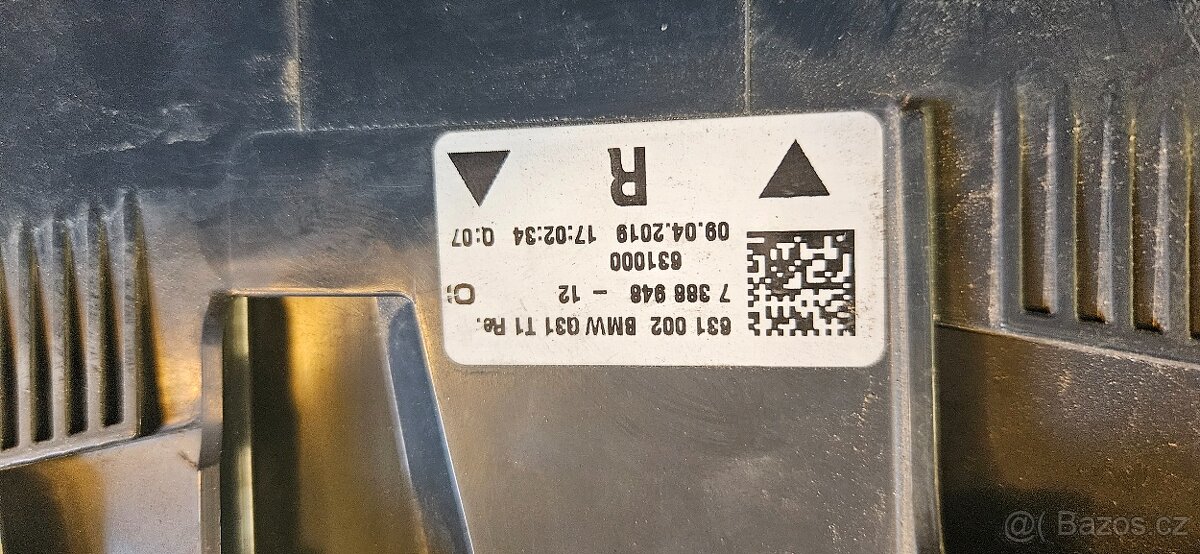 631 002 BMW G31 T1 Re.
7 388 948 - 12
631000
09.04.2019 17:02:34 Q:07
R
@( Bazos.cz